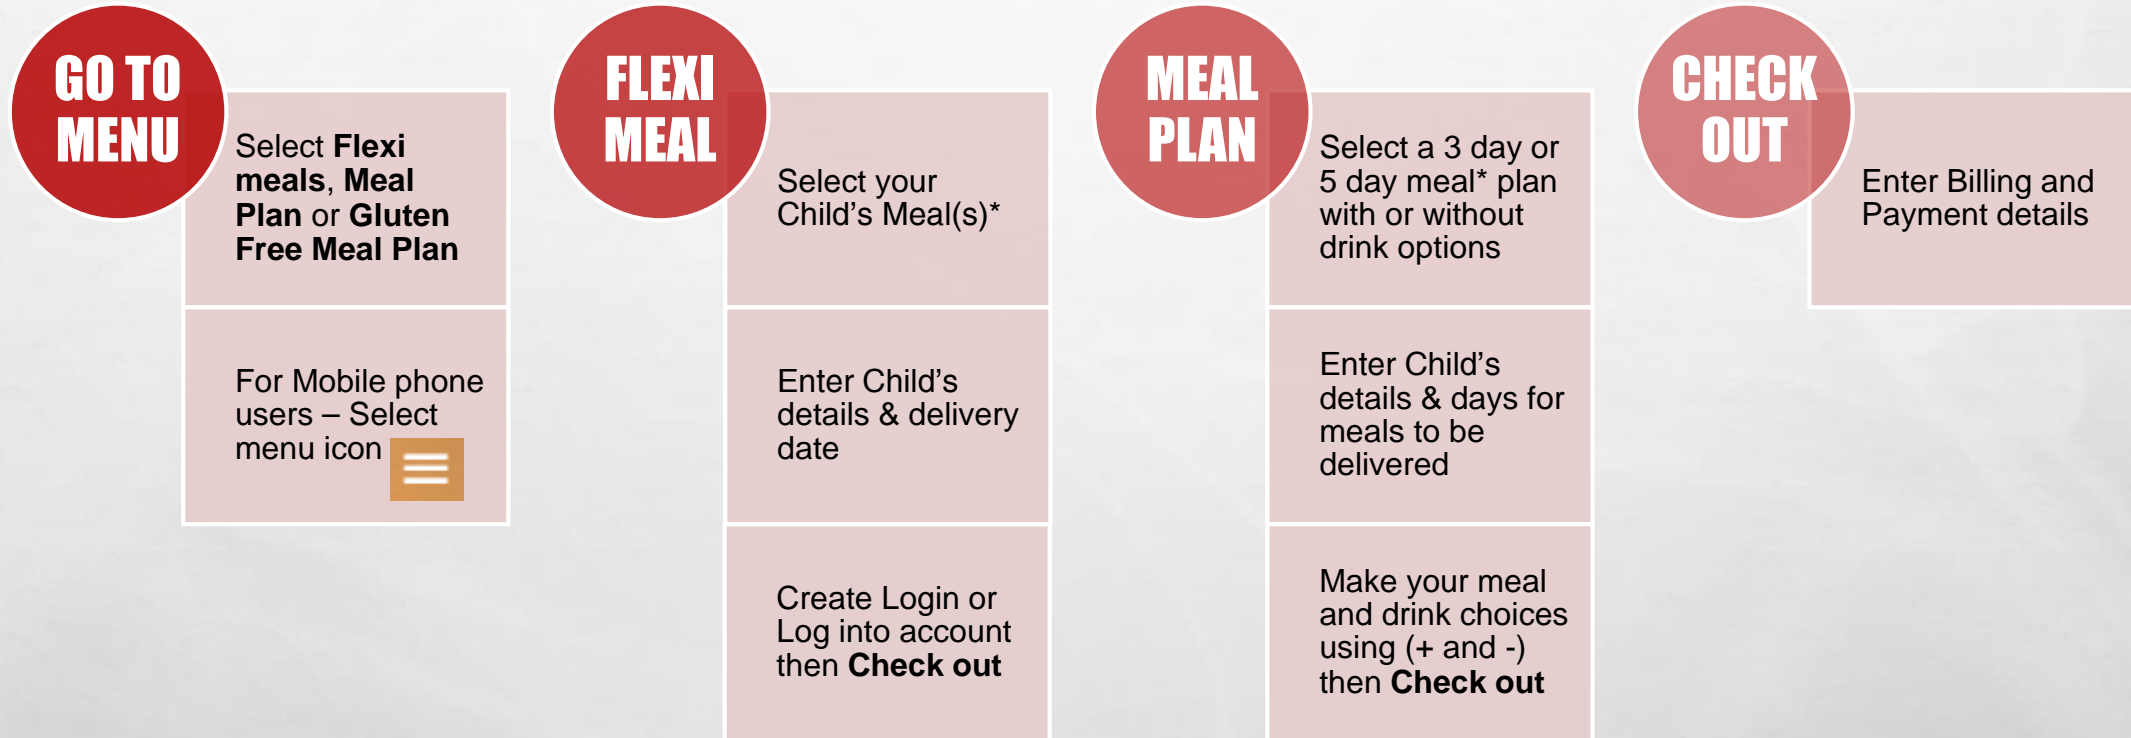 GO TO
MENU
Select Flexi
meals, Meal
Plan or Gluten
Free Meal Plan
For Mobile phone
users – Select
menu icon
FLEXI
MEAL
Select your
Child’s Meal(s)*
Enter Child’s
details & delivery
date
Create Login or
Log into account
then Check out
MEAL
PLAN
Select a 3 day or
5 day meal* plan
with or without
drink options
Enter Child’s
details & days for
meals to be
delivered
Make your meal
and drink choices
using (+ and -)
then Check out
CHECK
OUT
Enter Billing and
Payment details